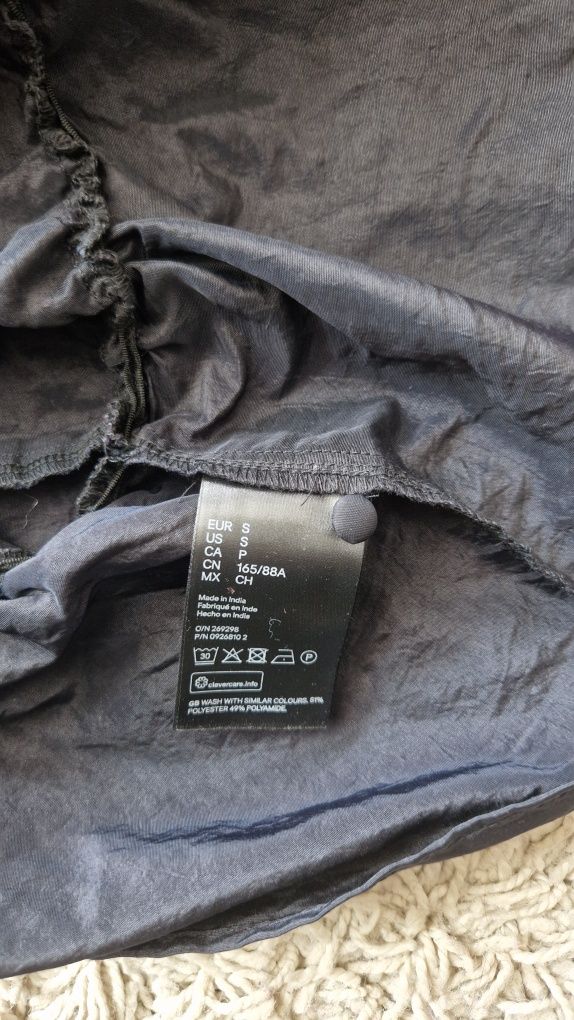 EUR S
US S
CA P
CN 165/88A
MX CH
Made in India
Fabriqué en Inde
Hecho en India
O/N 269298
P/N 0926810 2
30 P
clevercare.info
GB WASH WITH SIMILAR COLOURS. 51%
POLYESTER 49% POLYAMIDE.